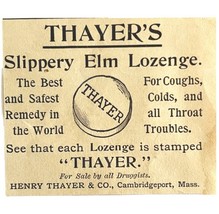 THAYER'S
Slippery Elm Lozenge.
The Best
and Safest
Remedy in
the World
THAYER
For Coughs,
Colds, and
all Throat
Troubles.
See that each Lozenge is stamped
"THAYER."
For Sale by all Druggists.
HENRY THAYER & CO., Cambridgeport, Mass.